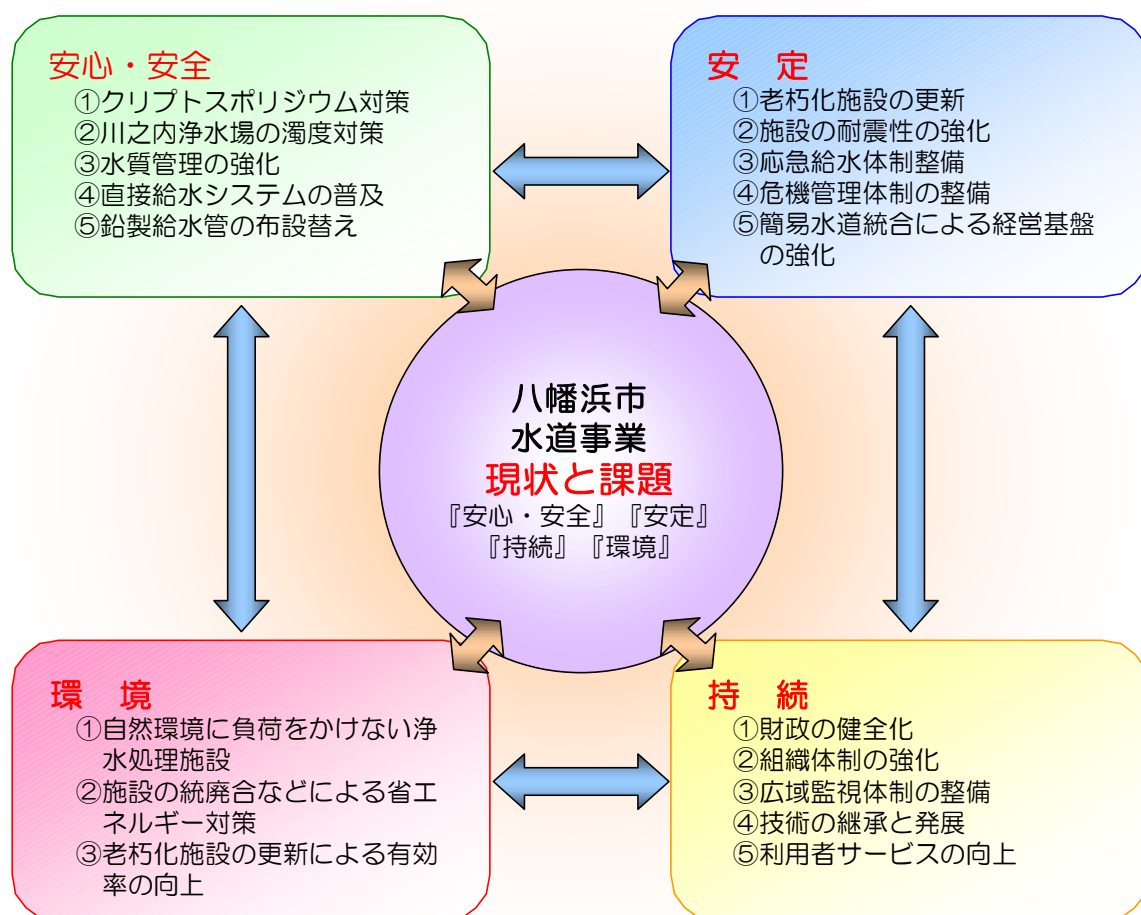 安心・安全
①クリプトスポリジウム対策
②川之内浄水場の濁度対策
③水質管理の強化
④直接給水システムの普及
⑤鉛製給水管の布設替え
安　定
①老朽化施設の更新
②施設の耐震性の強化
③応急給水体制整備
④危機管理体制の整備
⑤簡易水道統合による経営基盤
の強化
八幡浜市
水道事業
現状と課題
『安心・安全』『安定』
『持続』『環境』
環　境
①自然環境に負荷をかけない浄
水処理施設
②施設の統廃合などによる省エ
ネルギー対策
③老朽化施設の更新による有効
率の向上
持　続
①財政の健全化
②組織体制の強化
③広域監視体制の整備
④技術の継承と発展
⑤利用者サービスの向上